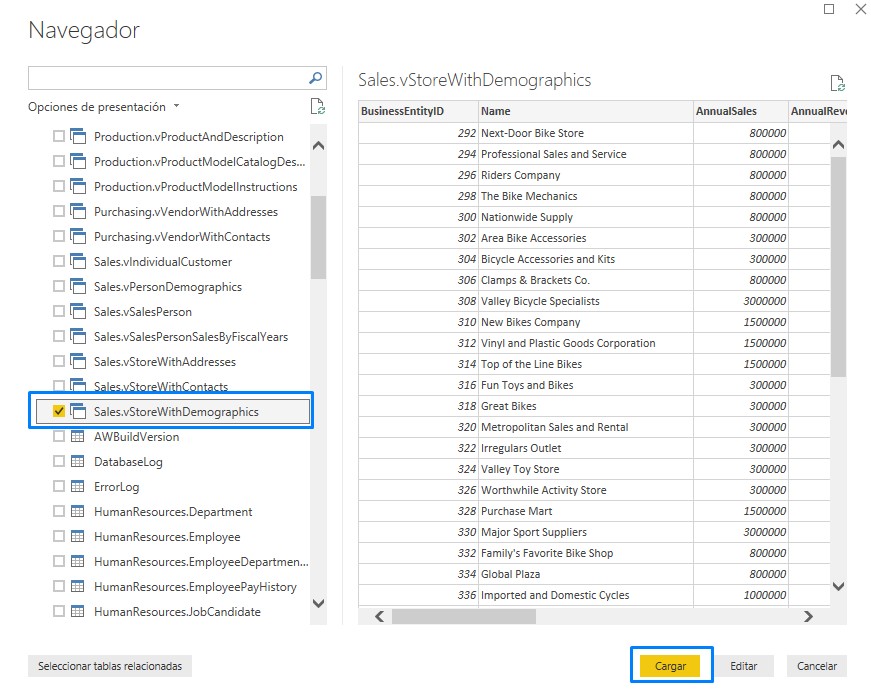 Navegador
Opciones de presentación
Production.vProductAndDescription
Production.vProductModelCatalogDes...
Production.vProductModelInstructions
Purchasing.vVendorWithAddresses
Purchasing.vVendorWithContacts
Sales.vIndividualCustomer
Sales.vPersonDemographics
Sales.vSalesPerson
Sales.vSalesPersonSalesByFiscalYears
Sales.vStoreWithAddresses
Sales.vStoreWithContacts
Sales.vStoreWithDemographics
AWBuildVersion
DatabaseLog
ErrorLog
HumanResources.Department
HumanResources.Employee
HumanResources.EmployeeDepartmen...
HumanResources.EmployeePayHistory
HumanResources.JobCandidate
Sales.vStoreWithDemographics
BusinessEntityID Name AnnualSales AnnualReve
292 Next-Door Bike Store 800000
294 Professional Sales and Service 800000
296 Riders Company 800000
298 The Bike Mechanics 800000
300 Nationwide Supply 800000
302 Area Bike Accessories 300000
304 Bicycle Accessories and Kits 300000
306 Clamps & Brackets Co. 800000
308 Valley Bicycle Specialists 3000000
310 New Bikes Company 1500000
312 Vinyl and Plastic Goods Corporation 1500000
314 Top of the Line Bikes 1500000
316 Fun Toys and Bikes 300000
318 Great Bikes 300000
320 Metropolitan Sales and Rental 300000
322 Irregulars Outlet 300000
324 Valley Toy Store 300000
326 Worthwhile Activity Store 300000
328 Purchase Mart 1500000
330 Major Sport Suppliers 3000000
332 Family's Favorite Bike Shop 800000
334 Global Plaza 800000
336 Imported and Domestic Cycles 1000000
Seleccionar tablas relacionadas
Cargar
Editar
Cancelar